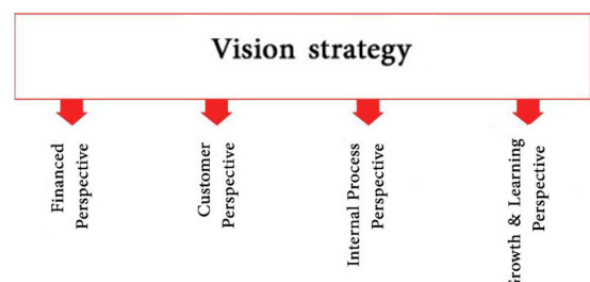 Vision strategy
Financed
Perspective
Customer
Perspective
Internal Process
Perspective
Growth & Learning
Perspective